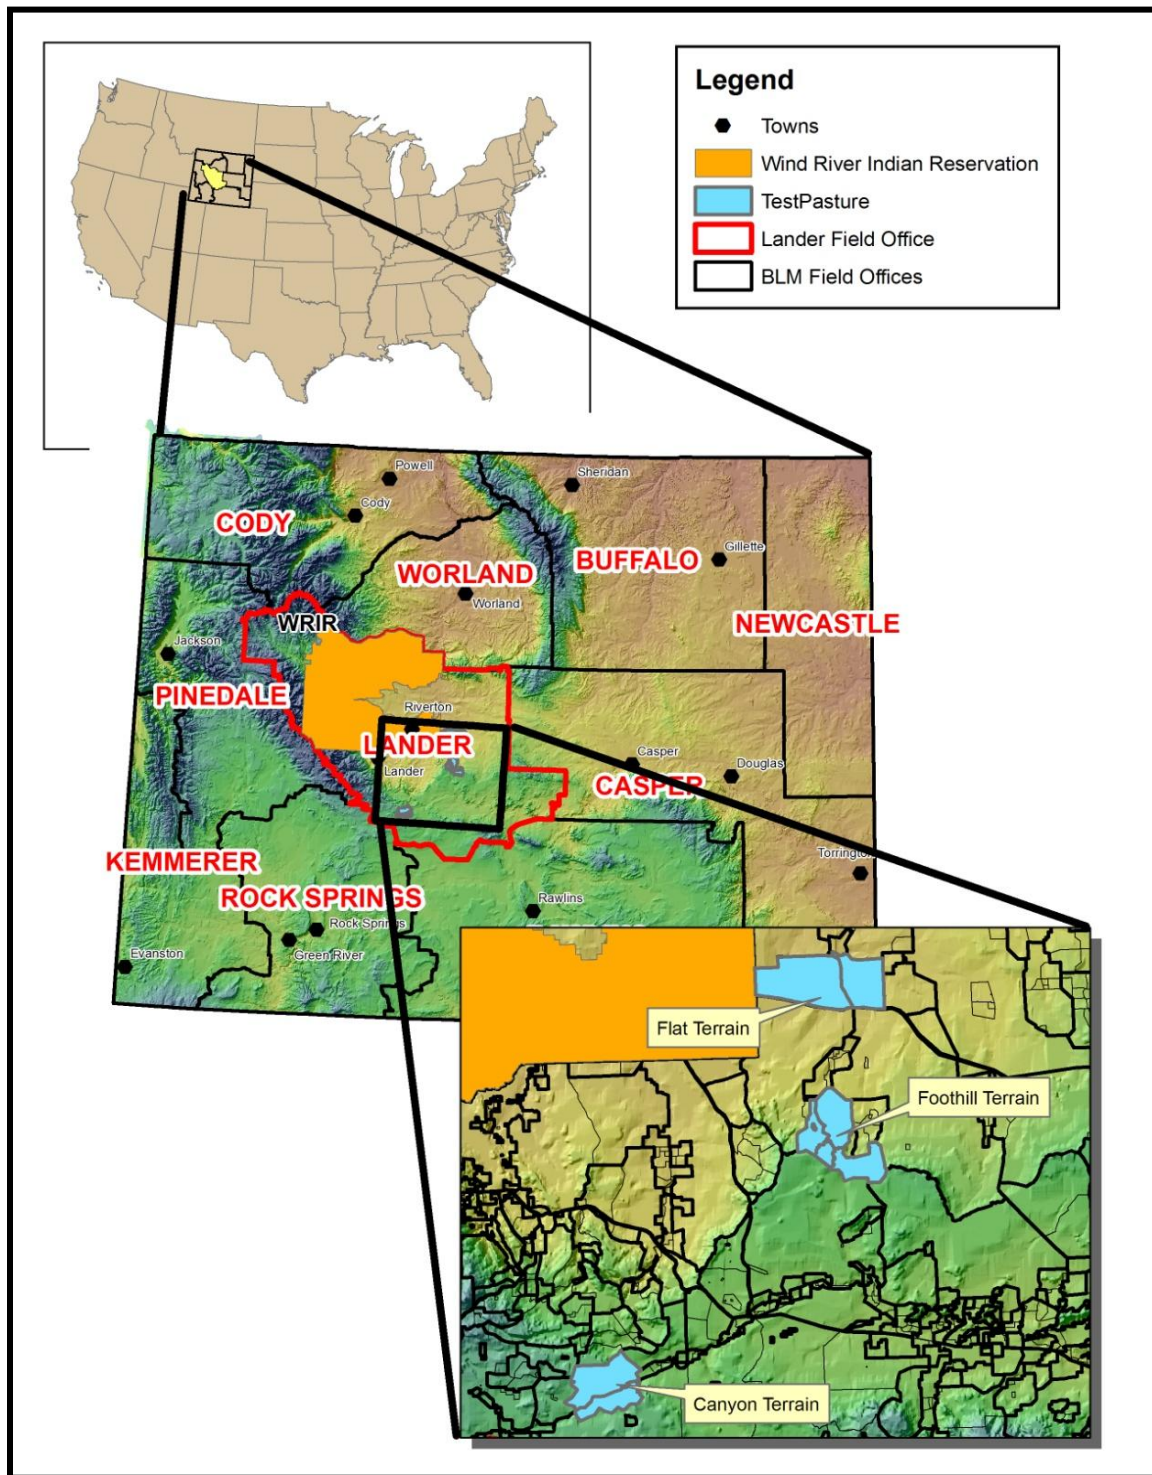 Legend
Towns
Wind River Indian Reservation
TestPasture
Lander Field Office
BLM Field Offices
Powell
Sheridan
Cody
CODY
Gillette
BUFFALO
WORLAND
Worland
WRIR
NEWCASTLE
Jackson
PINEDALE
Riverton
LANDER
Lander
Casper
Douglas
CASPER
KEMMERER
Torrington
ROCK SPRINGS
Rawlins
Rock Springs
Green River
Evanston
Flat Terrain
Foothill Terrain
Canyon Terrain